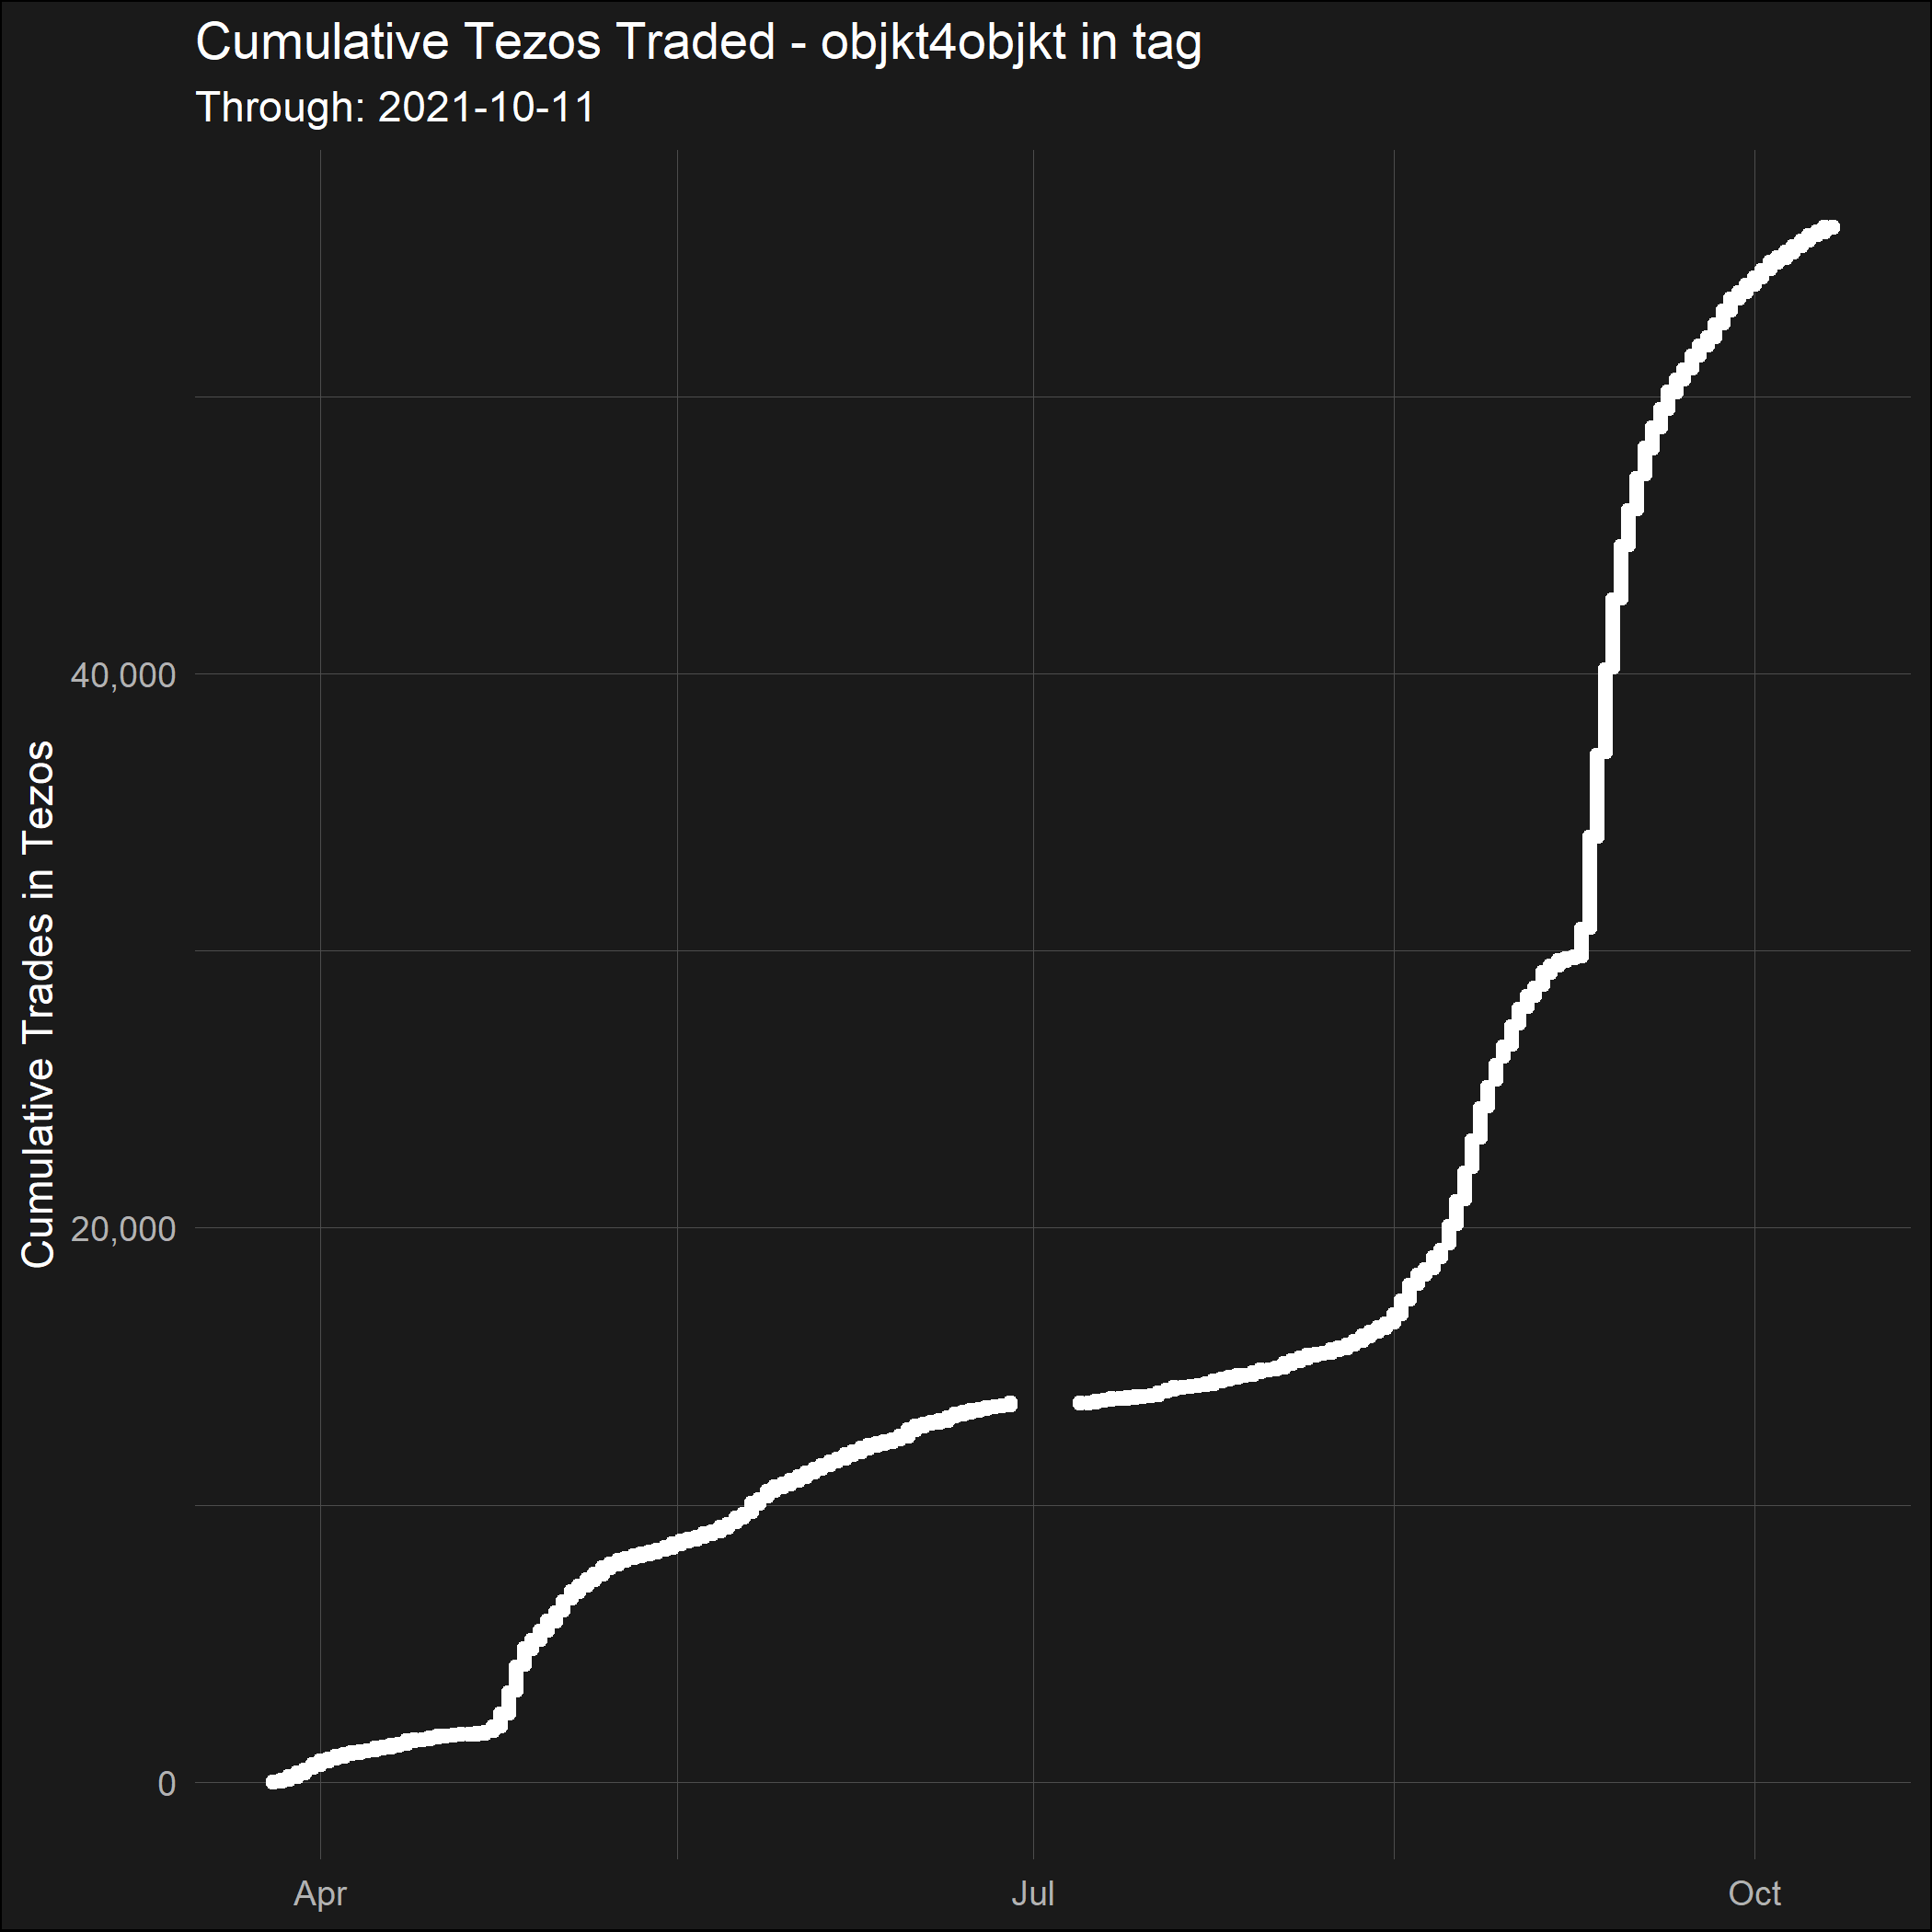 Cumulative Tezos Traded - objkt4objkt in tag
Through: 2021-10-11
Cumulative Trades in Tezos
40,000
20,000
0
Apr
Jul
Oct